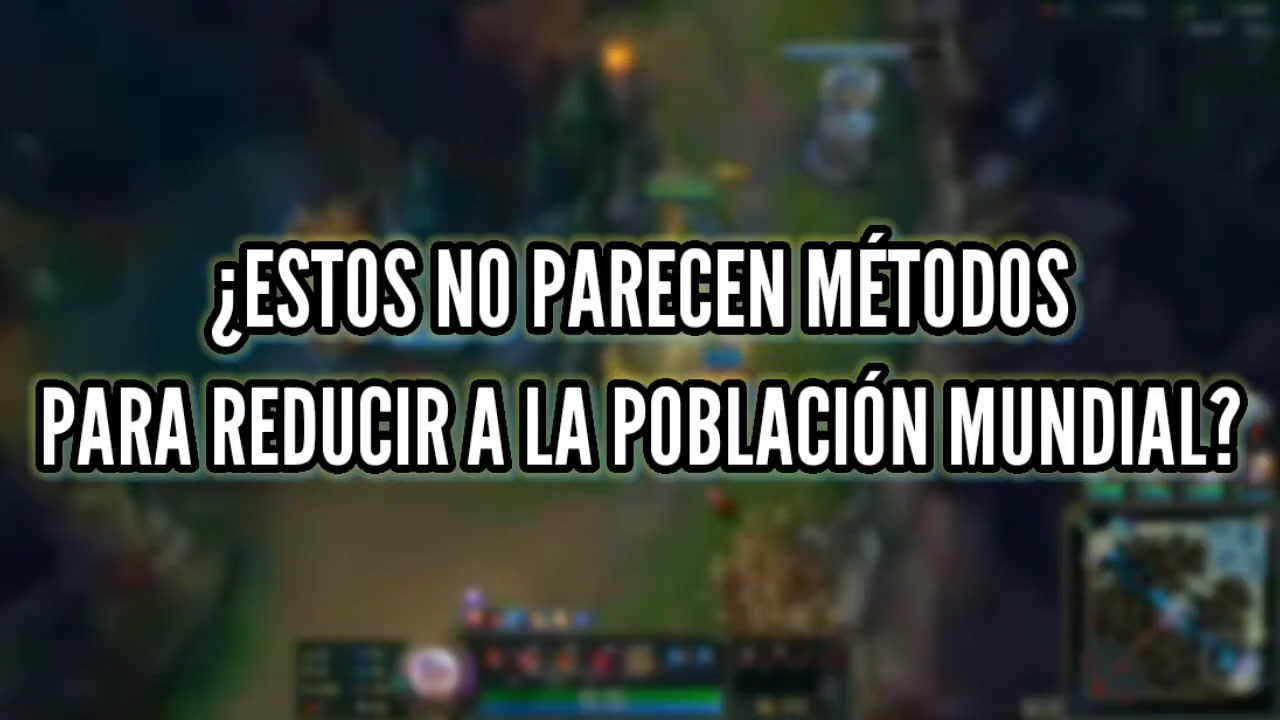 ¿ESTOS NO PARECEN MÉTODOS
PARA REDUCIR A LA POBLACIÓN MUNDIAL?